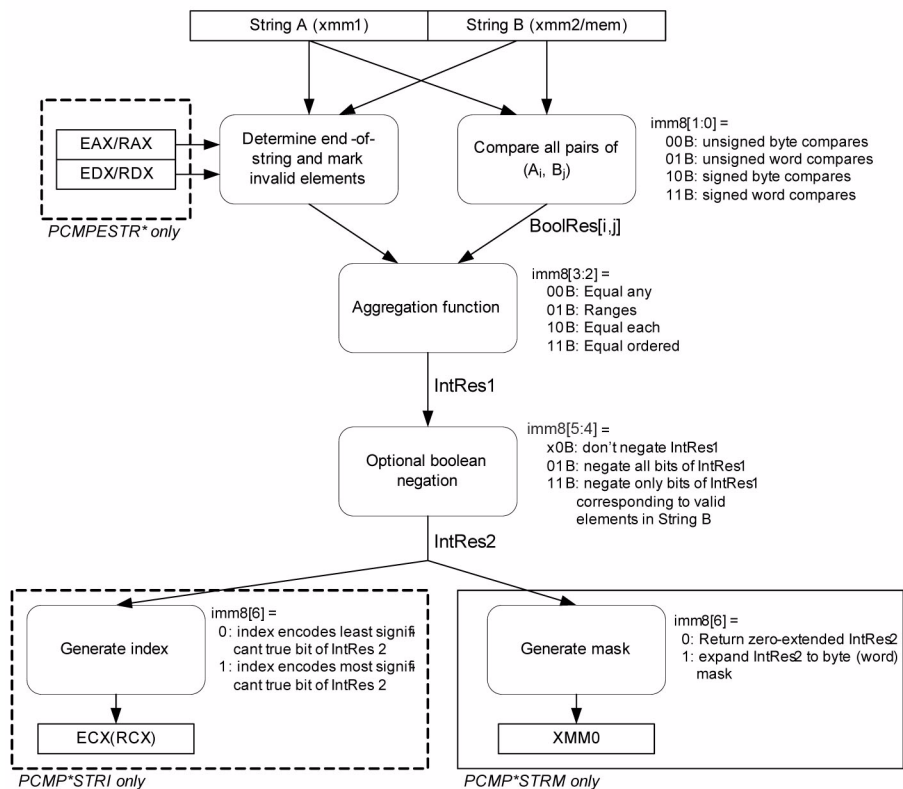 String A (xmm1)
String B (xmm2/mem)
EAX/RAX
EDX/RDX
PCMPESTR* only
Determine end -of-
string and mark
invalid elements
Compare all pairs of
(Ai, Bj)
imm8[1:0] =
00B: unsigned byte compares
01B: unsigned word compares
10B: signed byte compares
11B: signed word compares
BoolRes[i,j]
Aggregation function
imm8[3:2] =
00B: Equal any
01B: Ranges
10B: Equal each
11B: Equal ordered
IntRes1
Optional boolean
negation
imm8[5:4] =
x0B: don't negate IntRes1
01B: negate all bits of IntRes1
11B: negate only bits of IntRes1
corresponding to valid
elements in String B
IntRes2
Generate index
imm8[6] =
0: index encodes least signifi
cant true bit of IntRes 2
1: index encodes most signifi
cant true bit of IntRes 2
ECX(RCX)
PCMP*STRI only
Generate mask
imm8[6] =
0: Return zero-extended IntRes2
1: expand IntRes2 to byte (word)
mask
XMM0
PCMP*STRM only